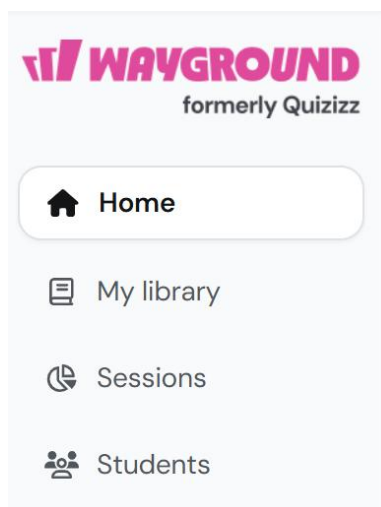 WAYGROUND
formerly Quizizz
Home
My library
Sessions
Students